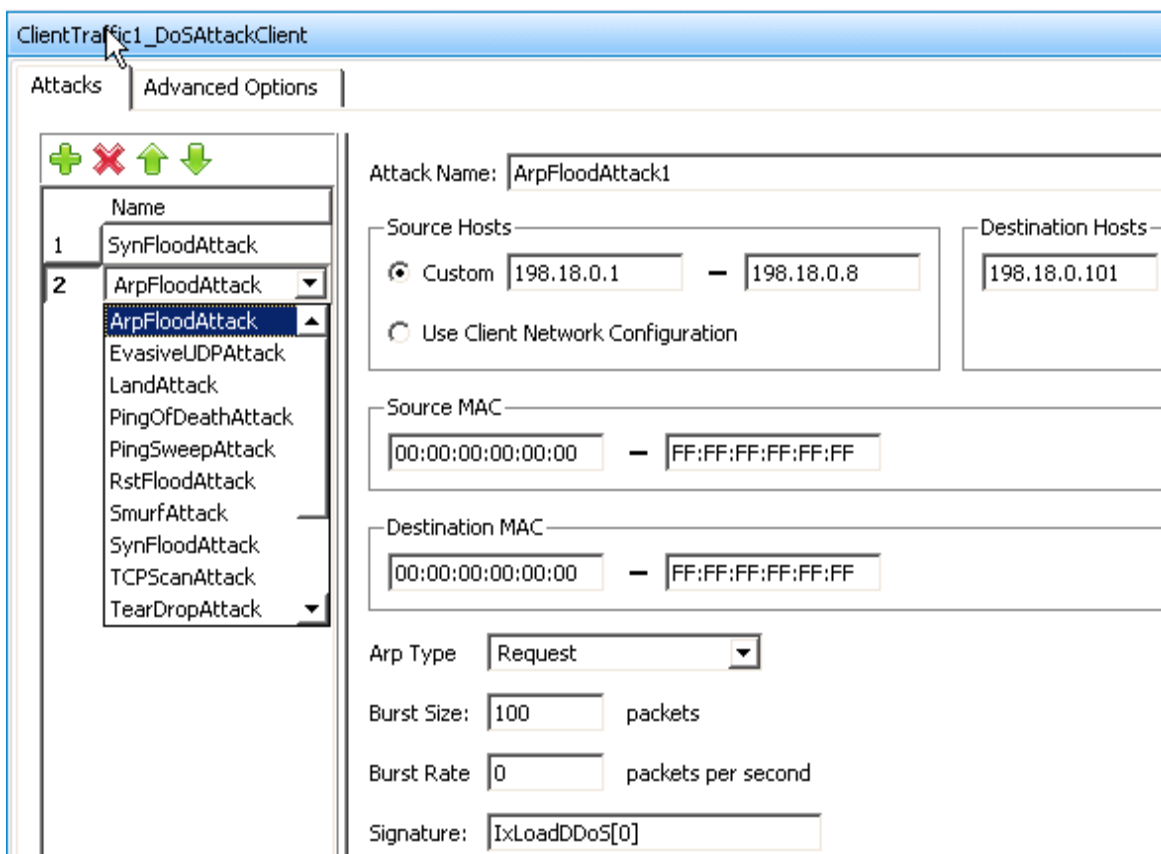 ClientTraffic1_DoSAttackClient
Attacks
Advanced Options
Name
1 SynFloodAttack
2 ArpFloodAttack
ArpFloodAttack
EvasiveUDPAttack
LandAttack
PingOfDeathAttack
PingSweepAttack
RstFloodAttack
SmurfAttack
SynFloodAttack
TCPScanAttack
TearDropAttack
Attack Name: ArpFloodAttack1
Source Hosts
Custom 198.18.0.1 – 198.18.0.8
Use Client Network Configuration
Destination Hosts
198.18.0.101
Source MAC
00:00:00:00:00:00 – FF:FF:FF:FF:FF:FF
Destination MAC
00:00:00:00:00:00 – FF:FF:FF:FF:FF:FF
Arp Type Request
Burst Size: 100 packets
Burst Rate 0 packets per second
Signature: IxLoadDDoS[0]